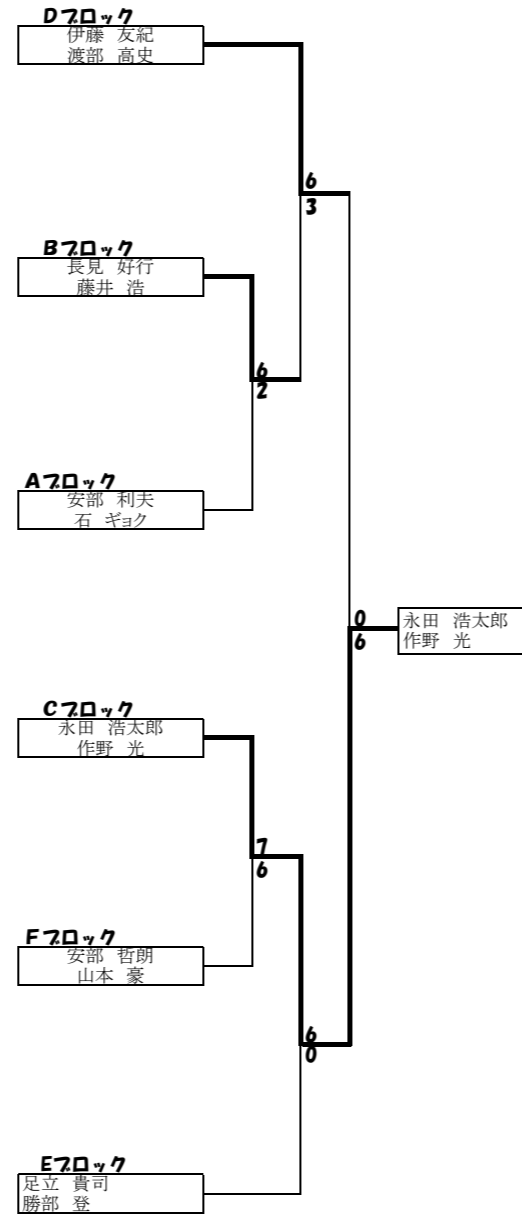 Dブロック
伊藤 友紀
渡部 高史
6
3
Bブロック
長見 好行
藤井 浩
6
2
Aブロック
安部 利夫
石 ギョク
0
6
永田 浩太郎
作野 光
Cブロック
永田 浩太郎
作野 光
7
6
Fブロック
安部 哲朗
山本 豪
6
0
Eブロック
足立 貴司
勝部 登